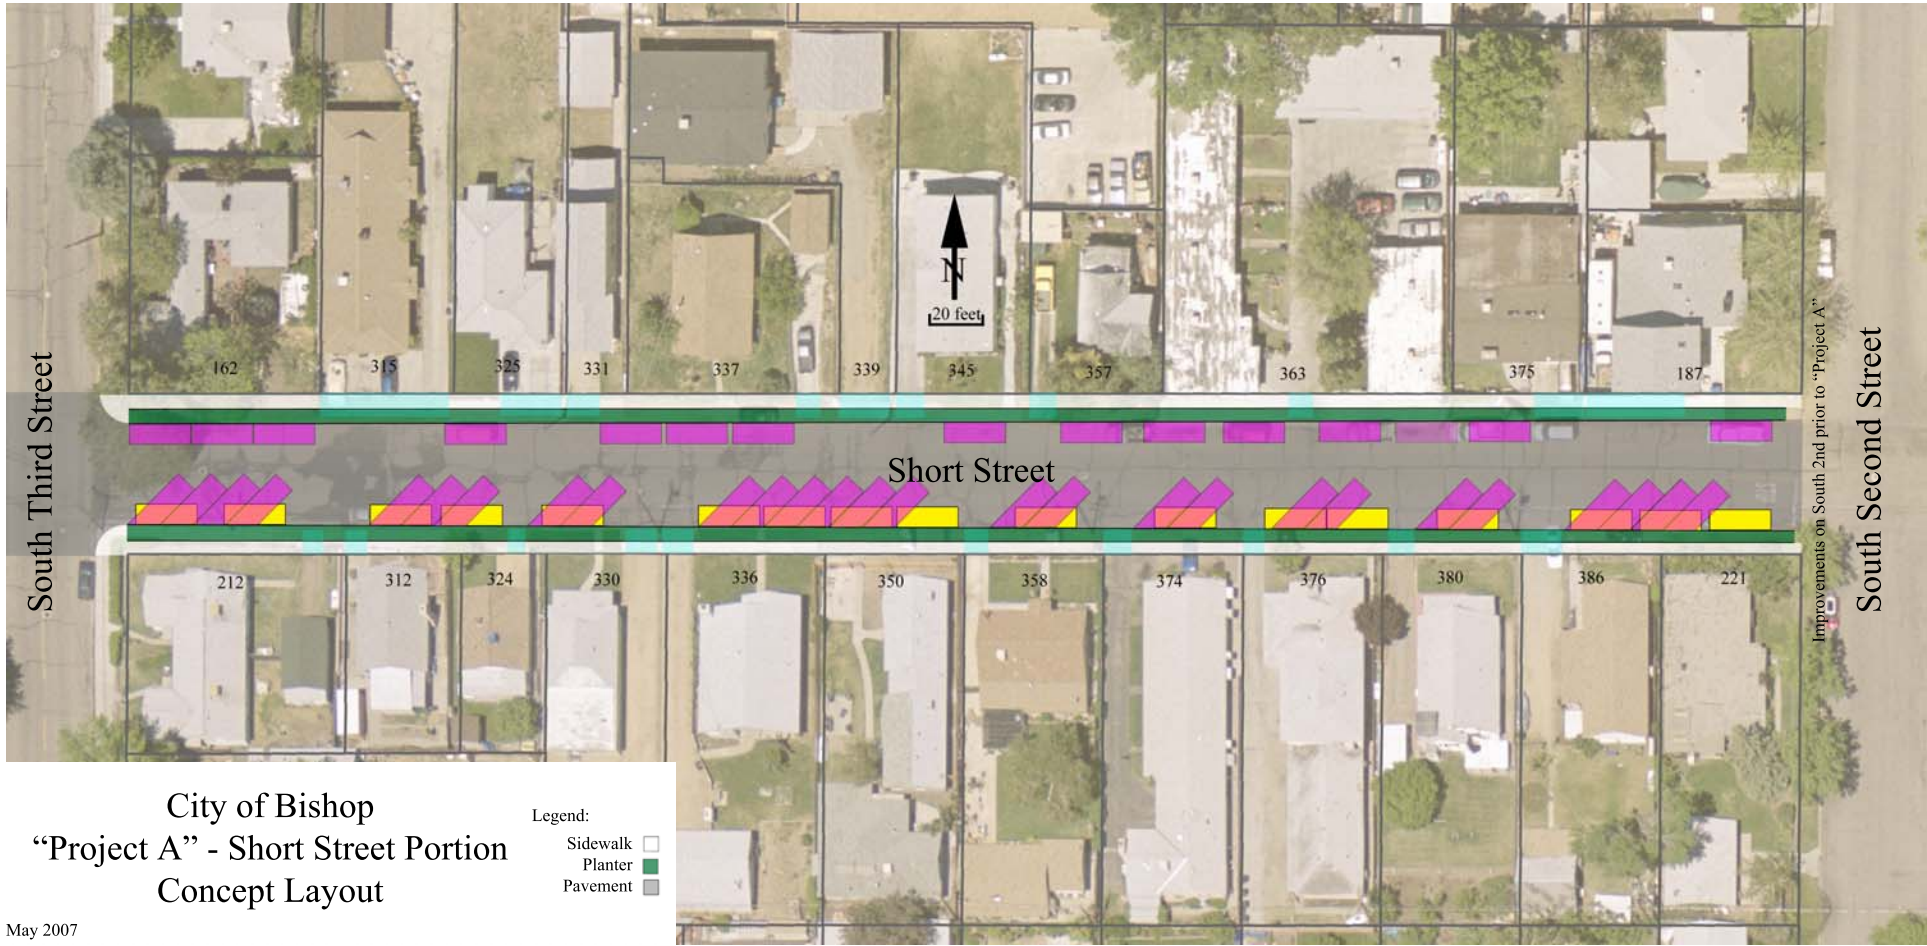 N
20 feet
162
315
325
331
337
339
345
357
363
375
187
Short Street
South Third Street
South Second Street
Improvements on South 2nd prior to “Project A”
212
312
324
330
336
350
358
374
376
380
386
221
City of Bishop
“Project A” - Short Street Portion
Concept Layout
Legend:
Sidewalk
Planter
Pavement
May 2007